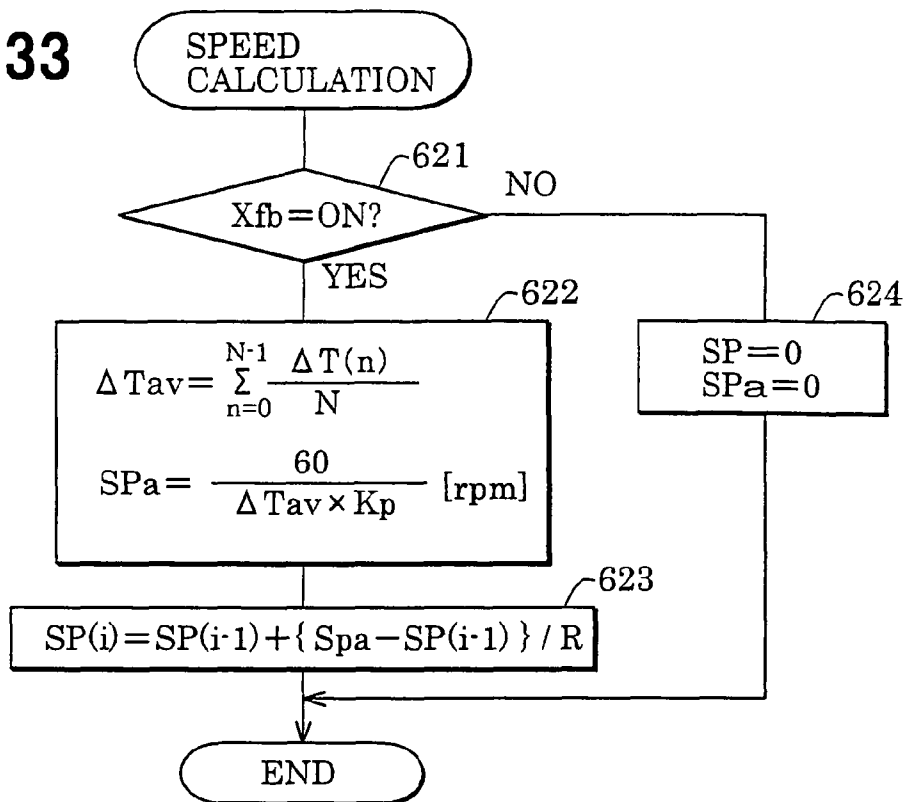 33
SPEED
CALCULATION
621
Xfb=ON?
NO
YES
622
ΔTav= N-1 Σ n=0 ΔT(n) / N
SPa= 60 / ΔTav×Kp [rpm]
624
SP=0
SPa=0
623
SP(i)=SP(i-1)+{Spa−SP(i-1)}/R
END